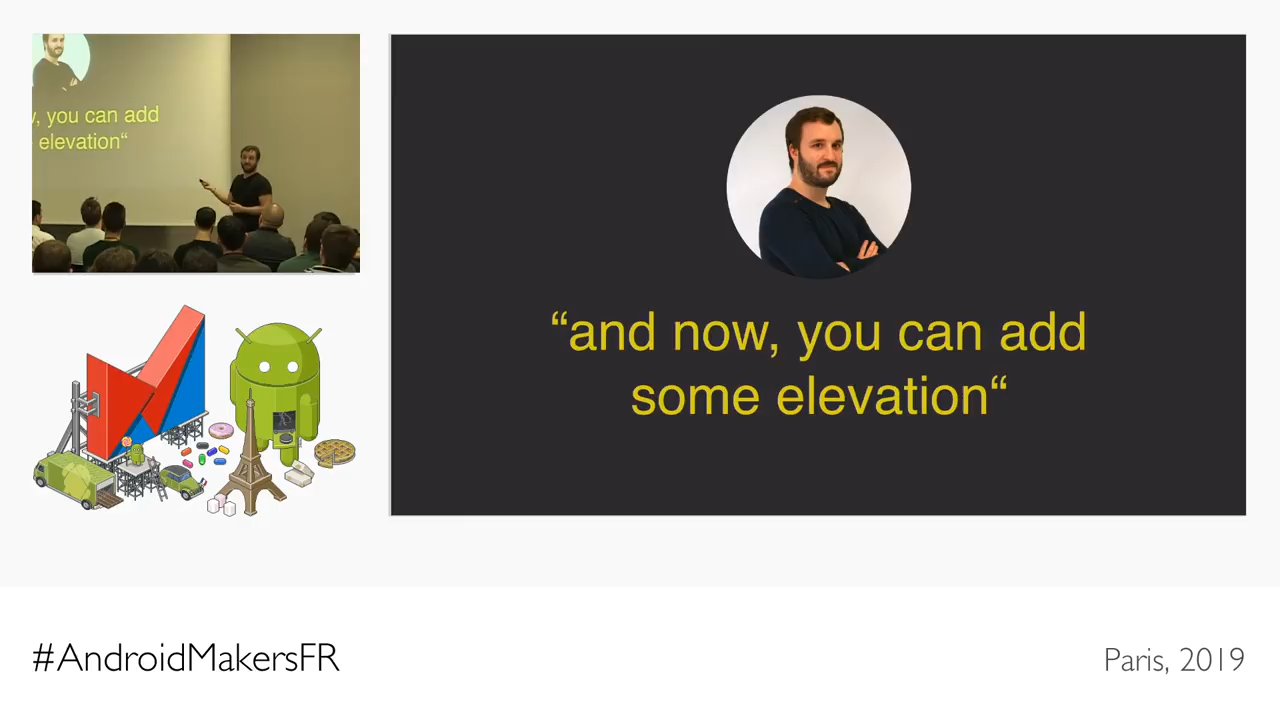 , you can add
elevation“
“and now, you can add
some elevation“
#AndroidMakersFR
Paris, 2019